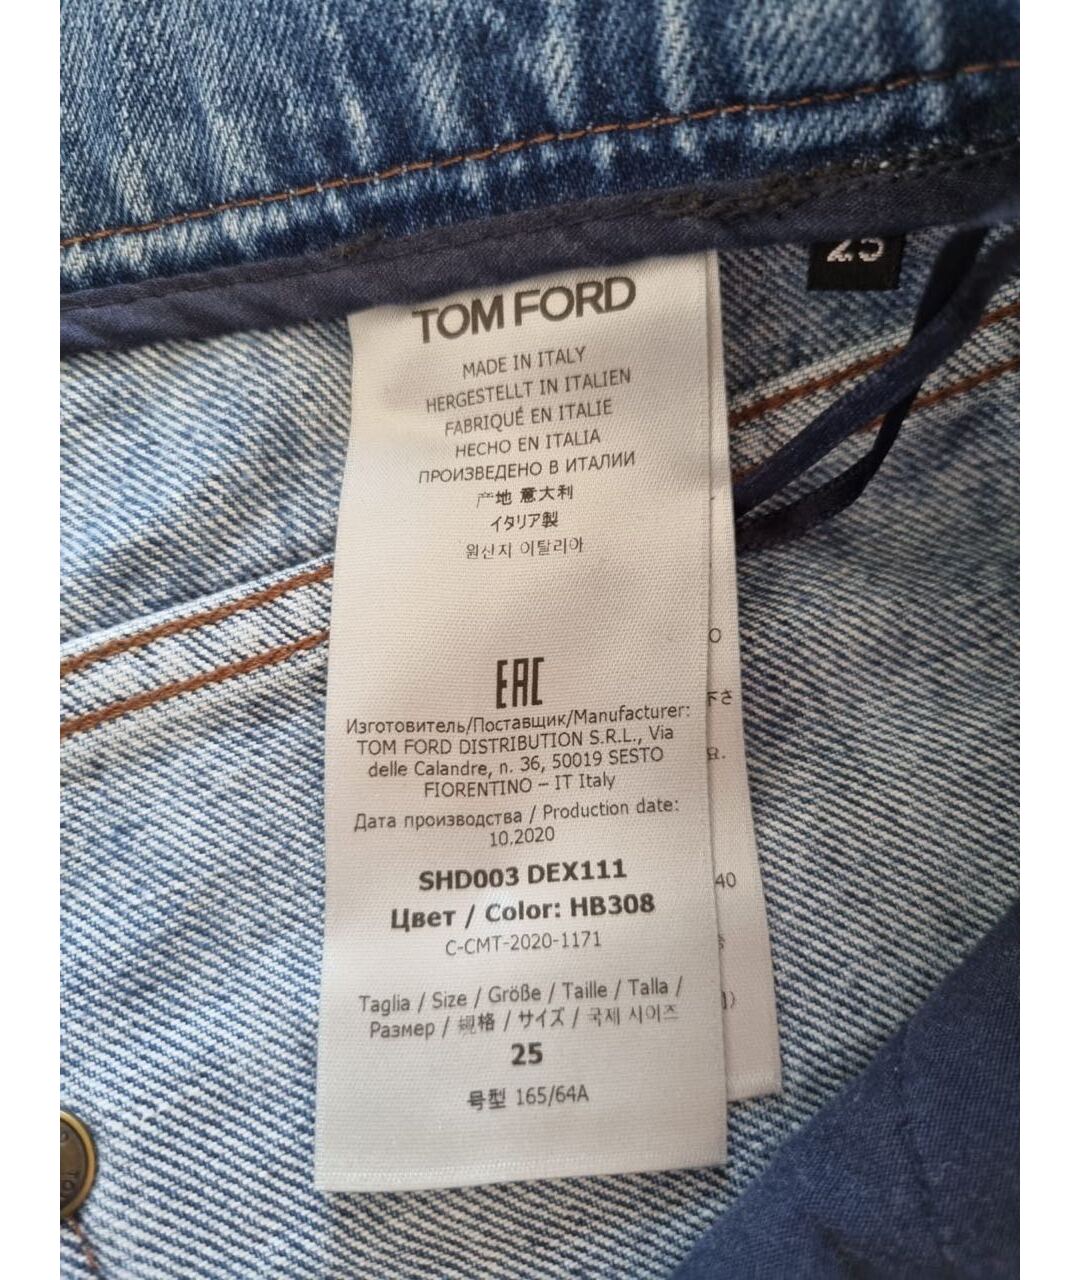 25
TOM FORD
MADE IN ITALY
HERGESTELLT IN ITALIEN
FABRIQUÉ EN ITALIE
HECHO EN ITALIA
ПРОИЗВЕДЕНО В ИТАЛИИ
产地 意大利
イタリア製
원산지 이탈리아
EAC
Изготовитель/Поставщик/Manufacturer:
TOM FORD DISTRIBUTION S.R.L., Via
delle Calandre, n. 36, 50019 SESTO
FIORENTINO – IT Italy
Дата производства / Production date:
10.2020
SHD003 DEX111
Цвет / Color: HB308
C-CMT-2020-1171
Taglia / Size / Größe / Taille / Talla /
Размер / 规格 / サイズ / 국제 사이즈
25
号型 165/64A
下さ
40